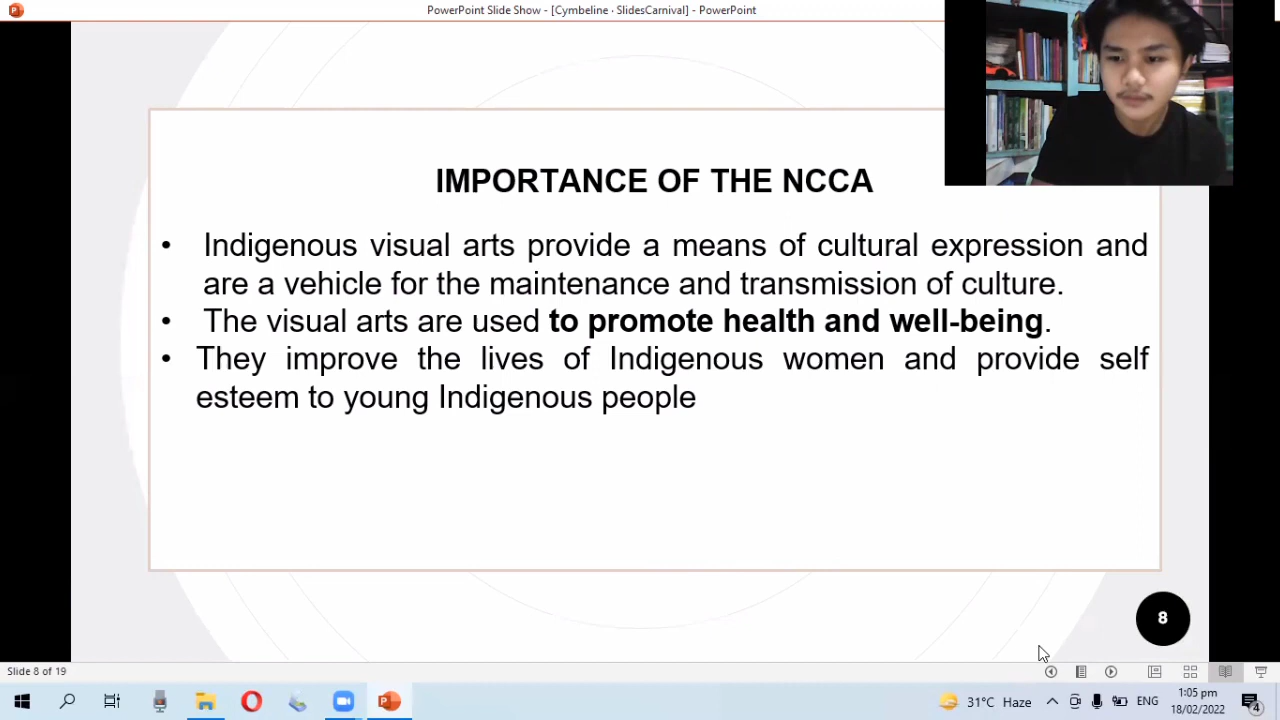 PowerPoint Slide Show - [Cymbeline · SlidesCarnival] - PowerPoint
IMPORTANCE OF THE NCCA
• Indigenous visual arts provide a means of cultural expression and
are a vehicle for the maintenance and transmission of culture.
• The visual arts are used to promote health and well-being.
• They improve the lives of Indigenous women and provide self
esteem to young Indigenous people
8
Slide 8 of 19
31°C Haze
ENG
1:05 pm
18/02/2022
4